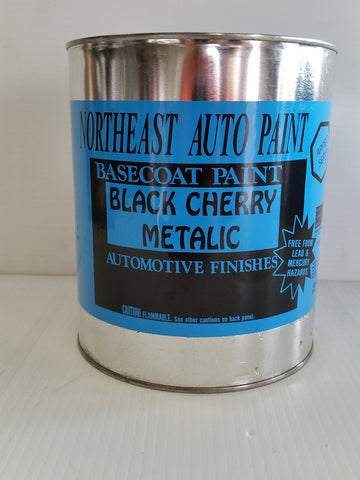 NORTHEAST AUTO PAINT
BASECOAT PAINT
BLACK CHERRY
METALIC
AUTOMOTIVE FINISHES
FREE FROM
LEAD &
MERCURY
HAZARDS
CAUTION! FLAMMABLE. See other cautions on back panel.